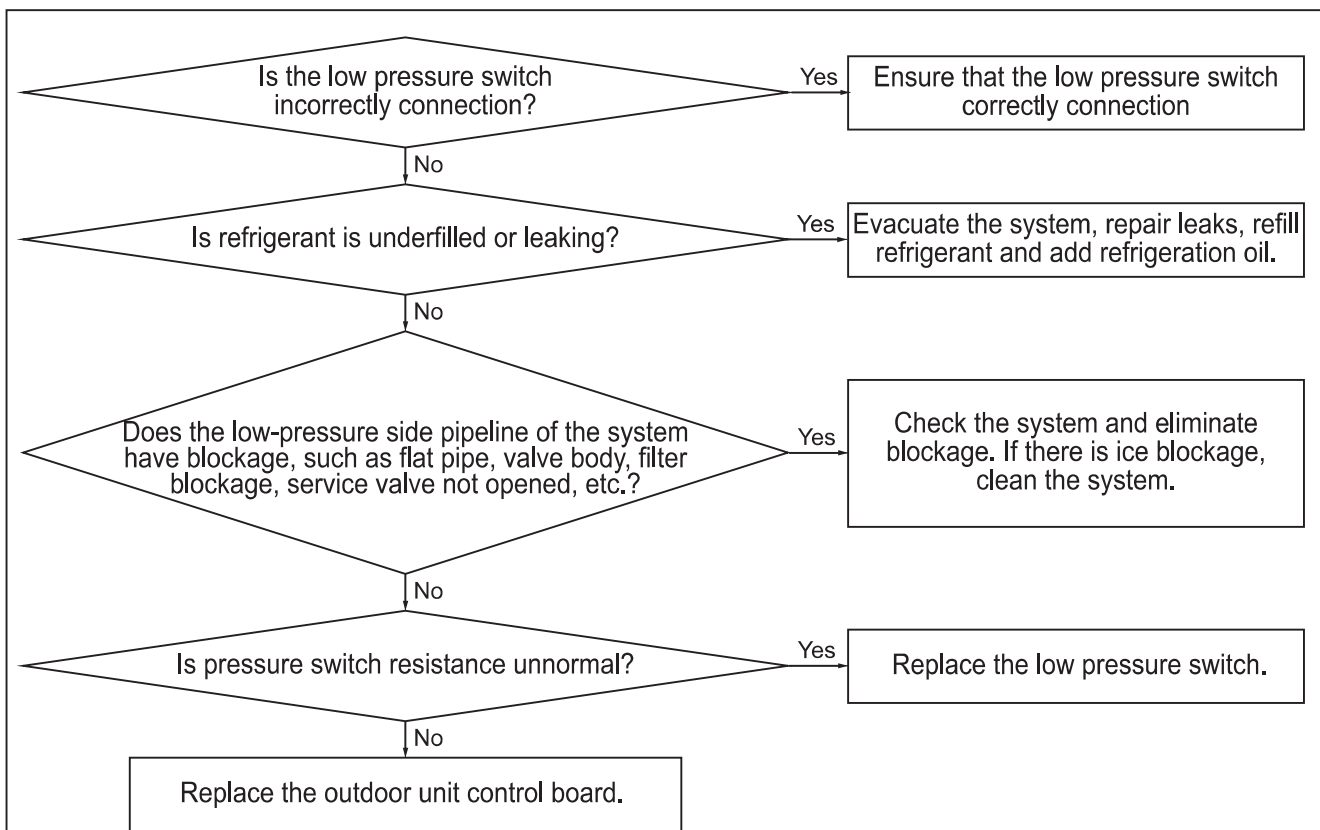 Is the low pressure switch
incorrectly connection?
Yes
Ensure that the low pressure switch
correctly connection
No
Is refrigerant is underfilled or leaking?
Yes
Evacuate the system, repair leaks, refill
refrigerant and add refrigeration oil.
No
Does the low-pressure side pipeline of the system
have blockage, such as flat pipe, valve body, filter
blockage, service valve not opened, etc.?
Yes
Check the system and eliminate
blockage. If there is ice blockage,
clean the system.
No
Is pressure switch resistance unnormal?
Yes
Replace the low pressure switch.
No
Replace the outdoor unit control board.